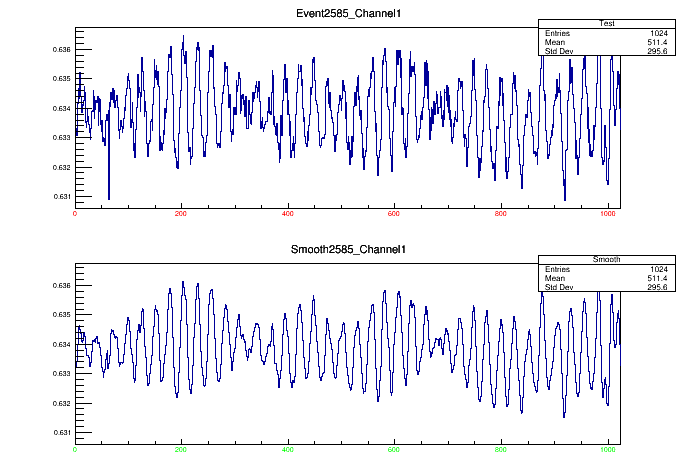 Event2585_Channel1
Test
Entries 1024
Mean 511.4
Std Dev 295.6
0.636
0.635
0.634
0.633
0.632
0.631
0 200 400 600 800 1000
Smooth2585_Channel1
Smooth
Entries 1024
Mean 511.4
Std Dev 295.6
0.636
0.635
0.634
0.633
0.632
0.631
0 200 400 600 800 1000